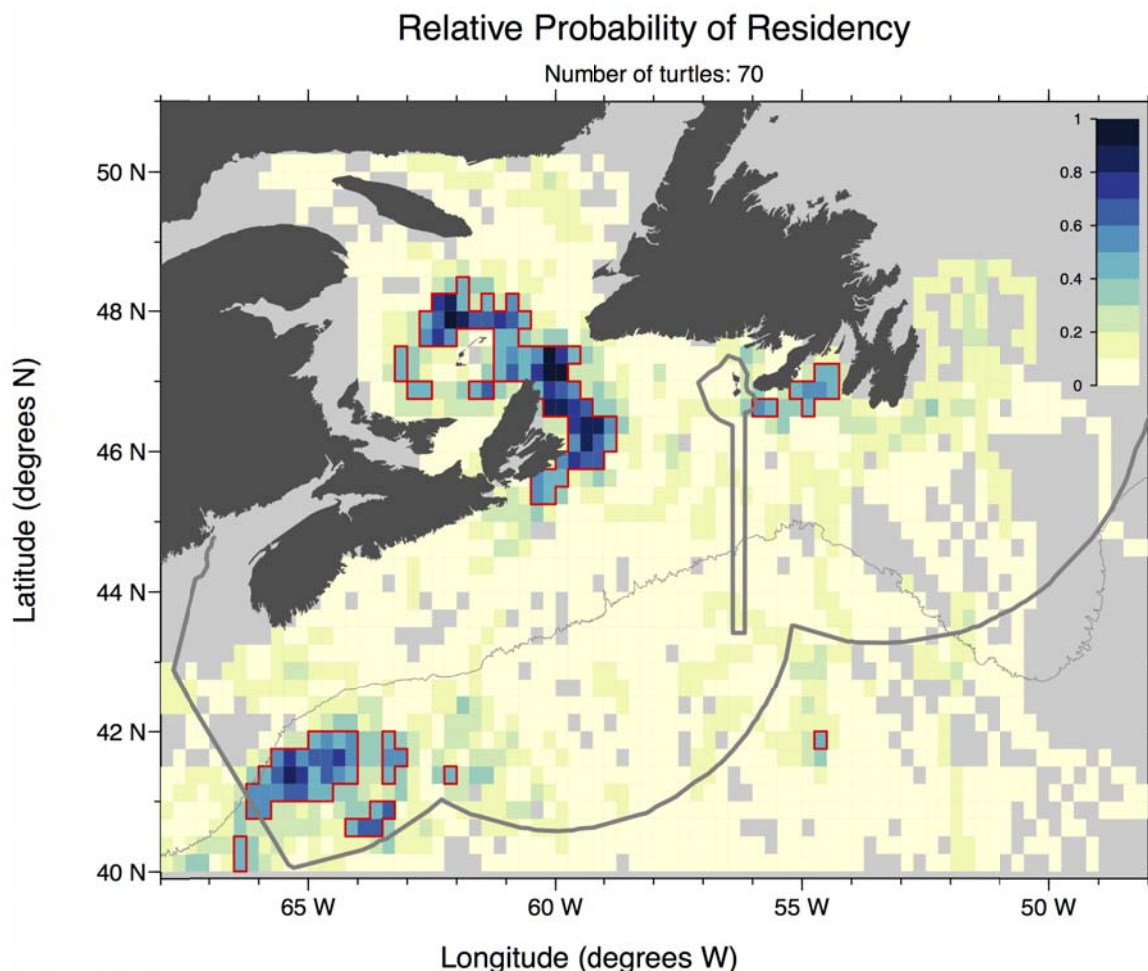 Relative Probability of Residency
Number of turtles: 70
1
0.8
0.6
0.4
0.2
0
50 N
48 N
46 N
44 N
42 N
40 N
Latitude (degrees N)
65 W
60 W
55 W
50 W
Longitude (degrees W)